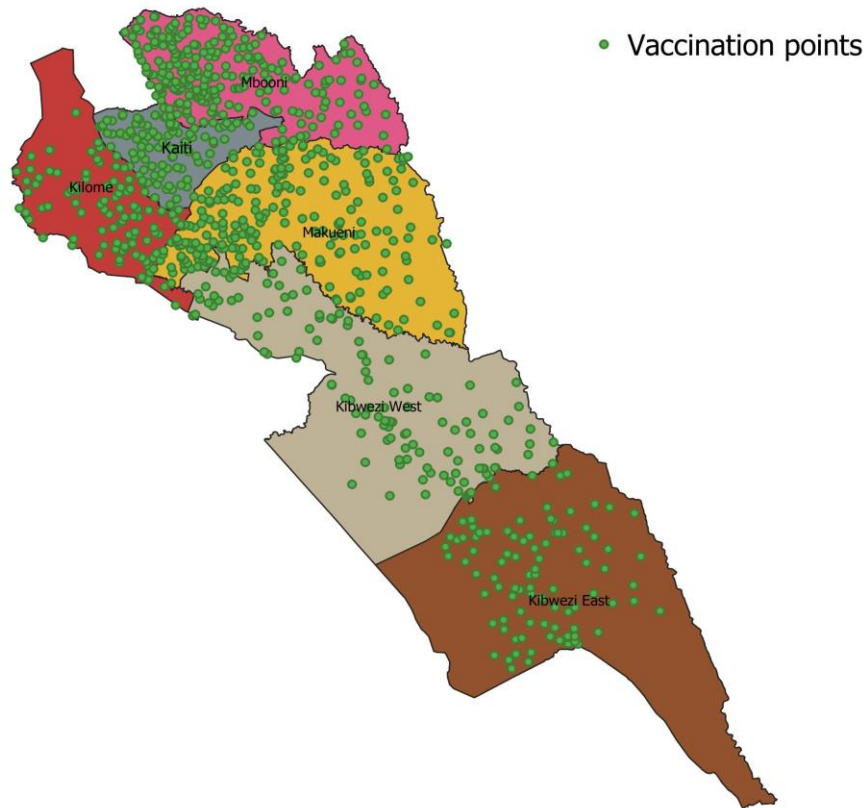 Vaccination points
Mbooni
Kaiti
Kilome
Makueni
Kibwezi West
Kibwezi East